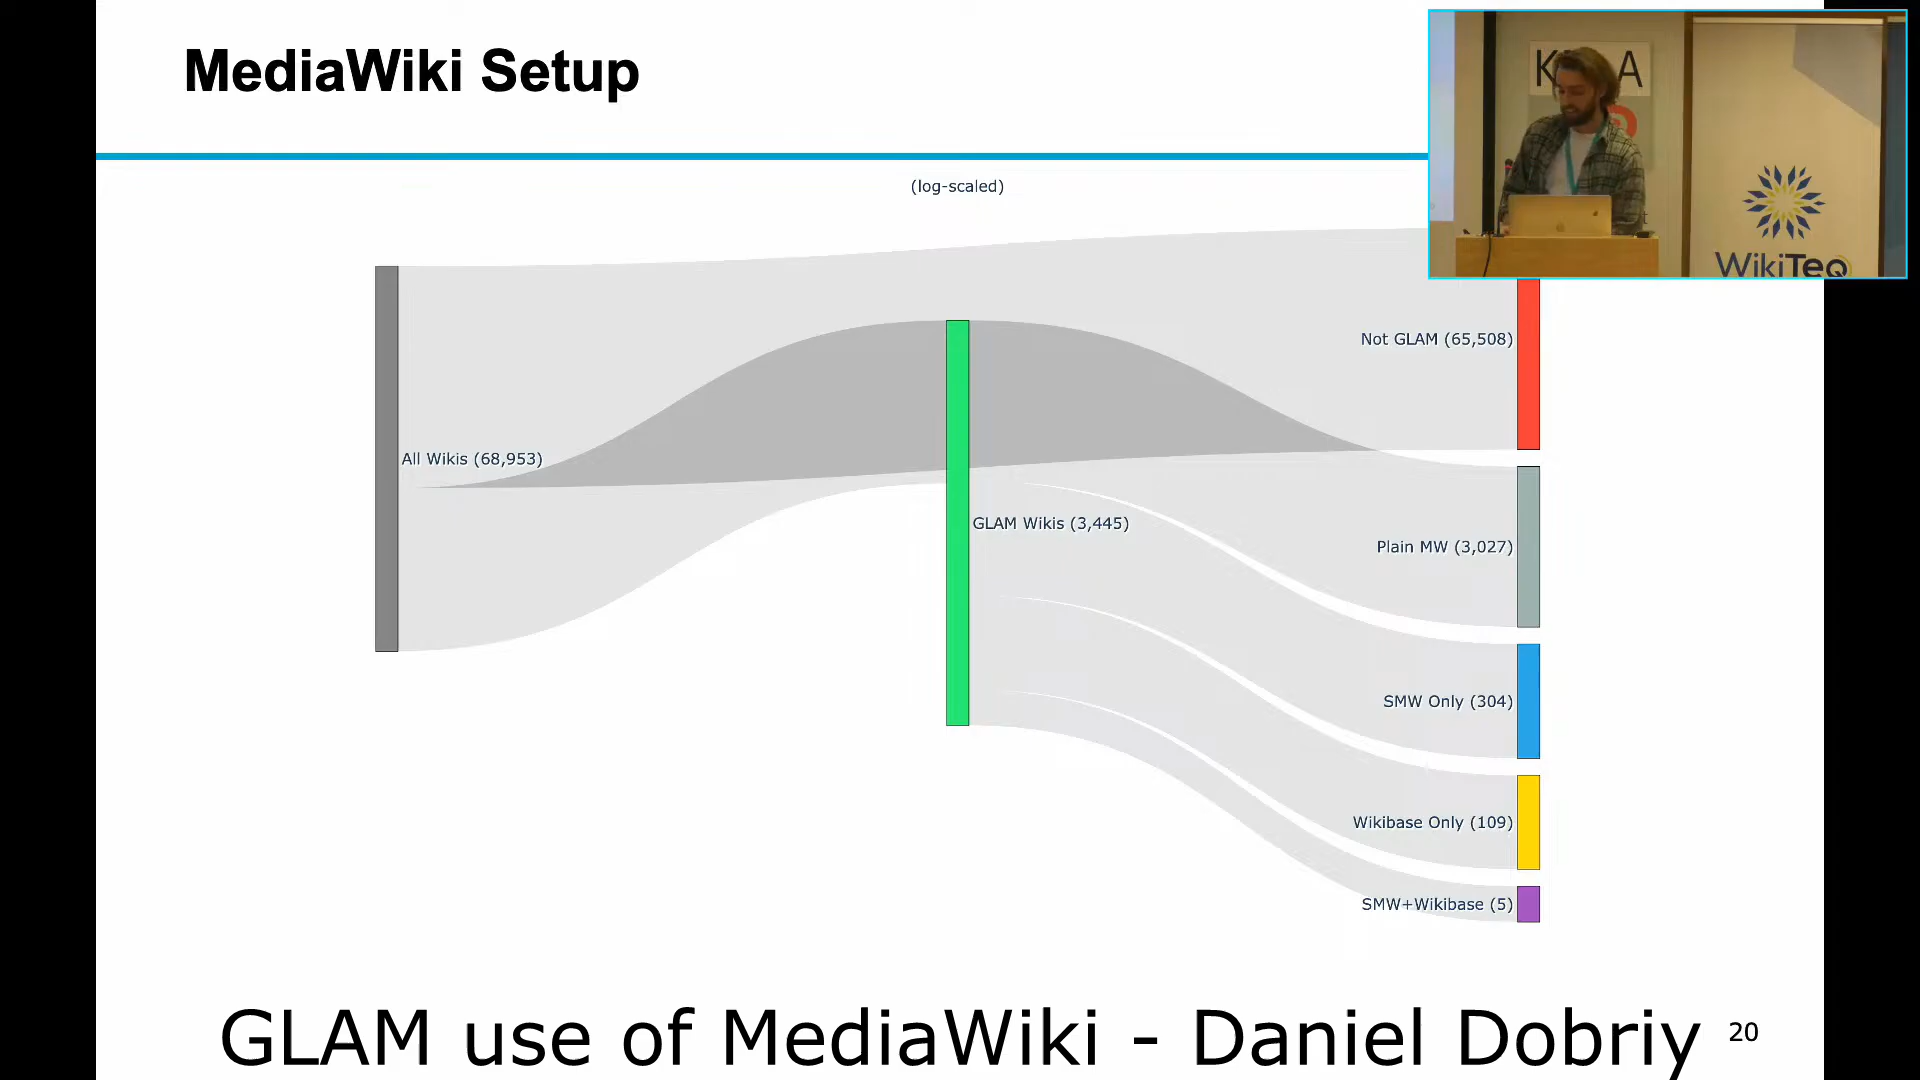 MediaWiki Setup
(log-scaled)
Not GLAM (65,508)
All Wikis (68,953)
GLAM Wikis (3,445)
Plain MW (3,027)
SMW Only (304)
Wikibase Only (109)
SMW+Wikibase (5)
WikiTeQ
GLAM use of MediaWiki - Daniel Dobriy
20